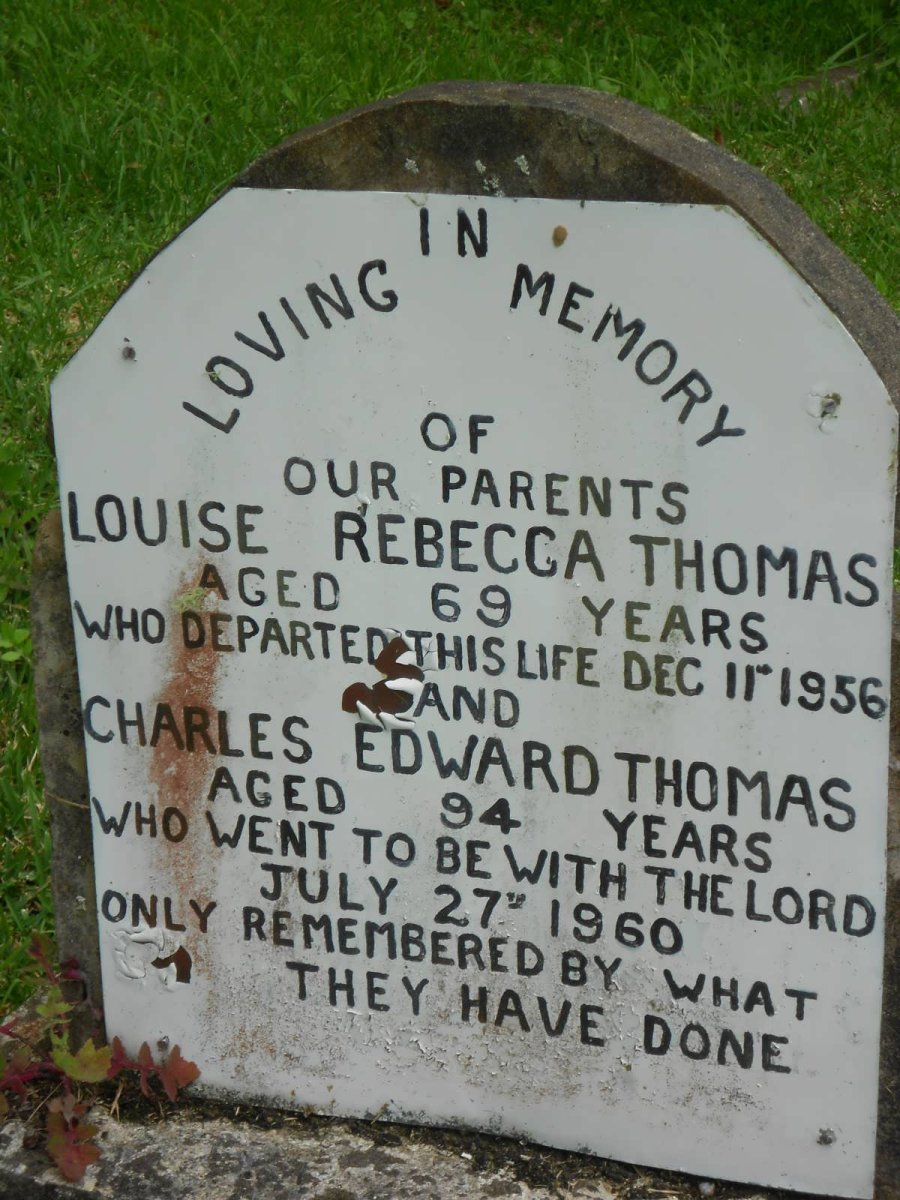 IN
LOVING MEMORY
OF
OUR PARENTS
LOUISE REBECCA THOMAS
AGED 69 YEARS
WHO DEPARTED THIS LIFE DEC 11TH 1956
AND
CHARLES EDWARD THOMAS
AGED 94 YEARS
WHO WENT TO BE WITH THE LORD
JULY 27TH 1960
ONLY REMEMBERED BY WHAT
THEY HAVE DONE